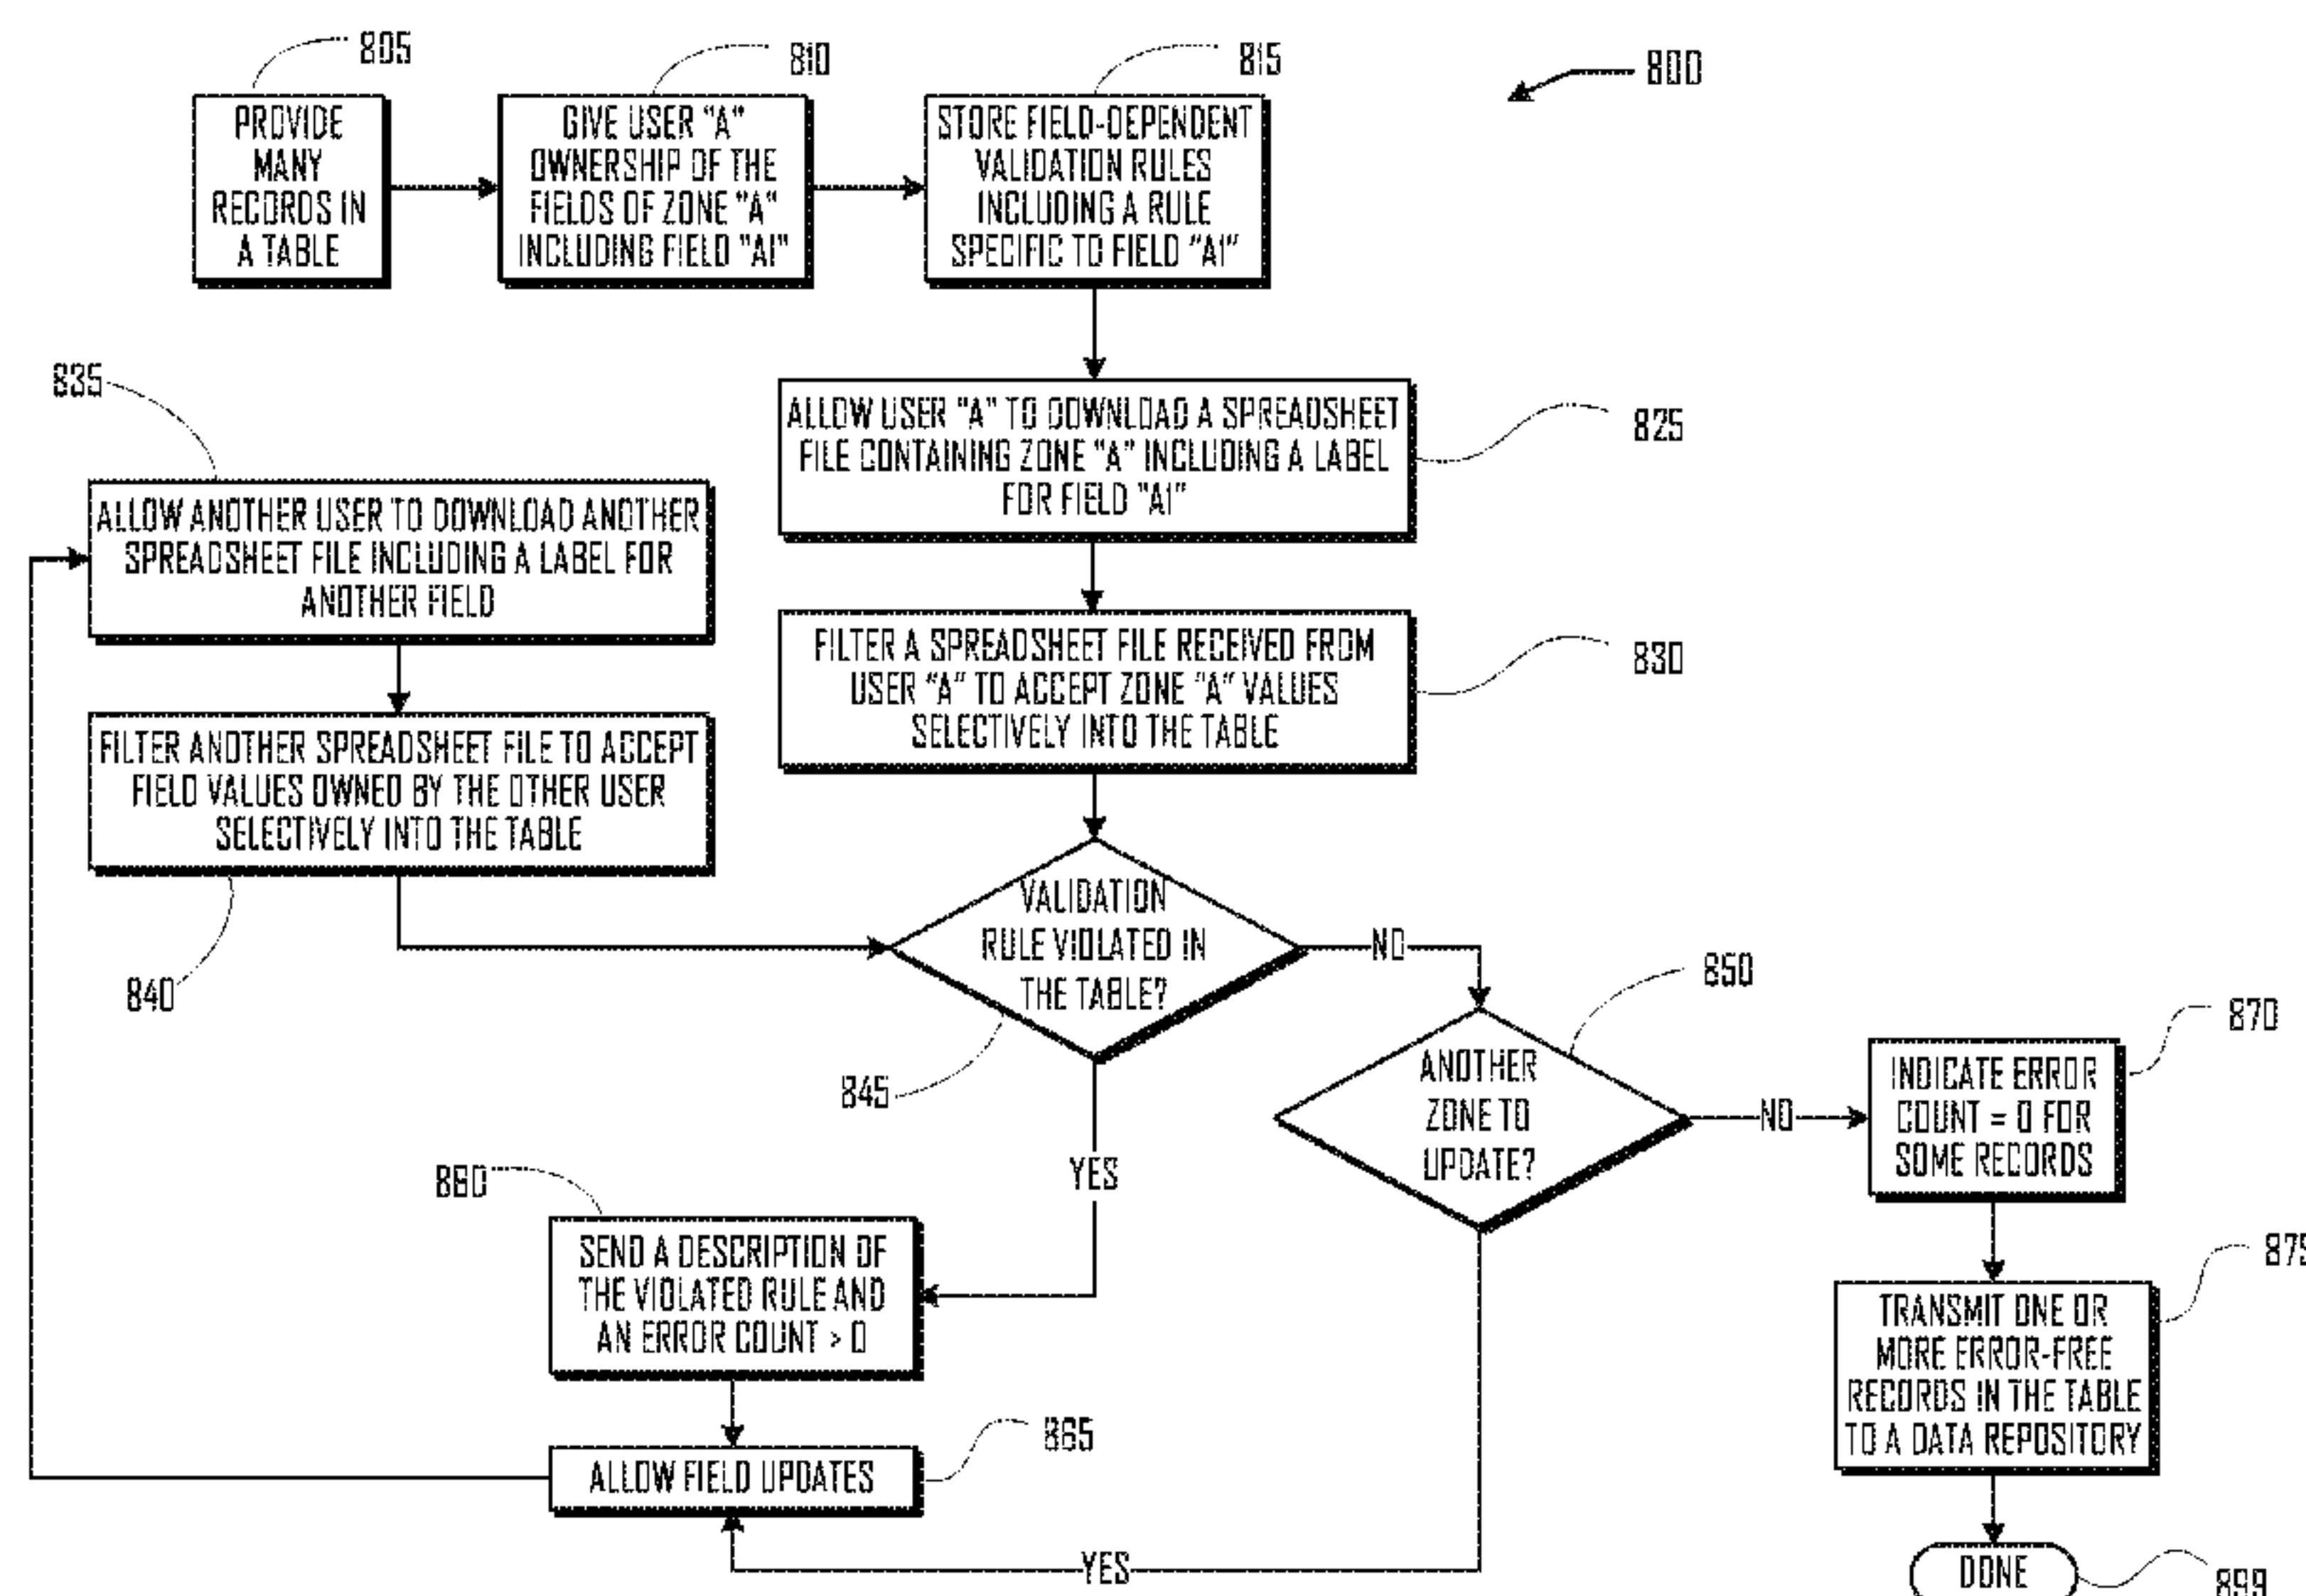 805
PROVIDE
MANY
RECORDS IN
A TABLE
810
GIVE USER "A"
OWNERSHIP OF THE
FIELDS OF ZONE "A"
INCLUDING FIELD "A1"
815
STORE FIELD-DEPENDENT
VALIDATION RULES
INCLUDING A RULE
SPECIFIC TO FIELD "A1"
800
ALLOW USER "A" TO DOWNLOAD A SPREADSHEET
FILE CONTAINING ZONE "A" INCLUDING A LABEL
FOR FIELD "A1"
825
835
ALLOW ANOTHER USER TO DOWNLOAD ANOTHER
SPREADSHEET FILE INCLUDING A LABEL FOR
ANOTHER FIELD
FILTER A SPREADSHEET FILE RECEIVED FROM
USER "A" TO ACCEPT ZONE "A" VALUES
SELECTIVELY INTO THE TABLE
830
FILTER ANOTHER SPREADSHEET FILE TO ACCEPT
FIELD VALUES OWNED BY THE OTHER USER
SELECTIVELY INTO THE TABLE
840
VALIDATION
RULE VIOLATED IN
THE TABLE?
845
NO
YES
850
ANOTHER
ZONE TO
UPDATE?
NO
YES
870
INDICATE ERROR
COUNT = 0 FOR
SOME RECORDS
860
SEND A DESCRIPTION OF
THE VIOLATED RULE AND
AN ERROR COUNT > 0
875
TRANSMIT ONE OR
MORE ERROR-FREE
RECORDS IN THE TABLE
TO A DATA REPOSITORY
865
ALLOW FIELD UPDATES
DONE
899